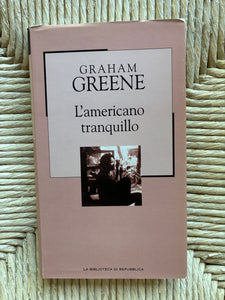 GRAHAM
GREENE
L'americano
tranquillo
LA BIBLIOTECA DI REPUBBLICA